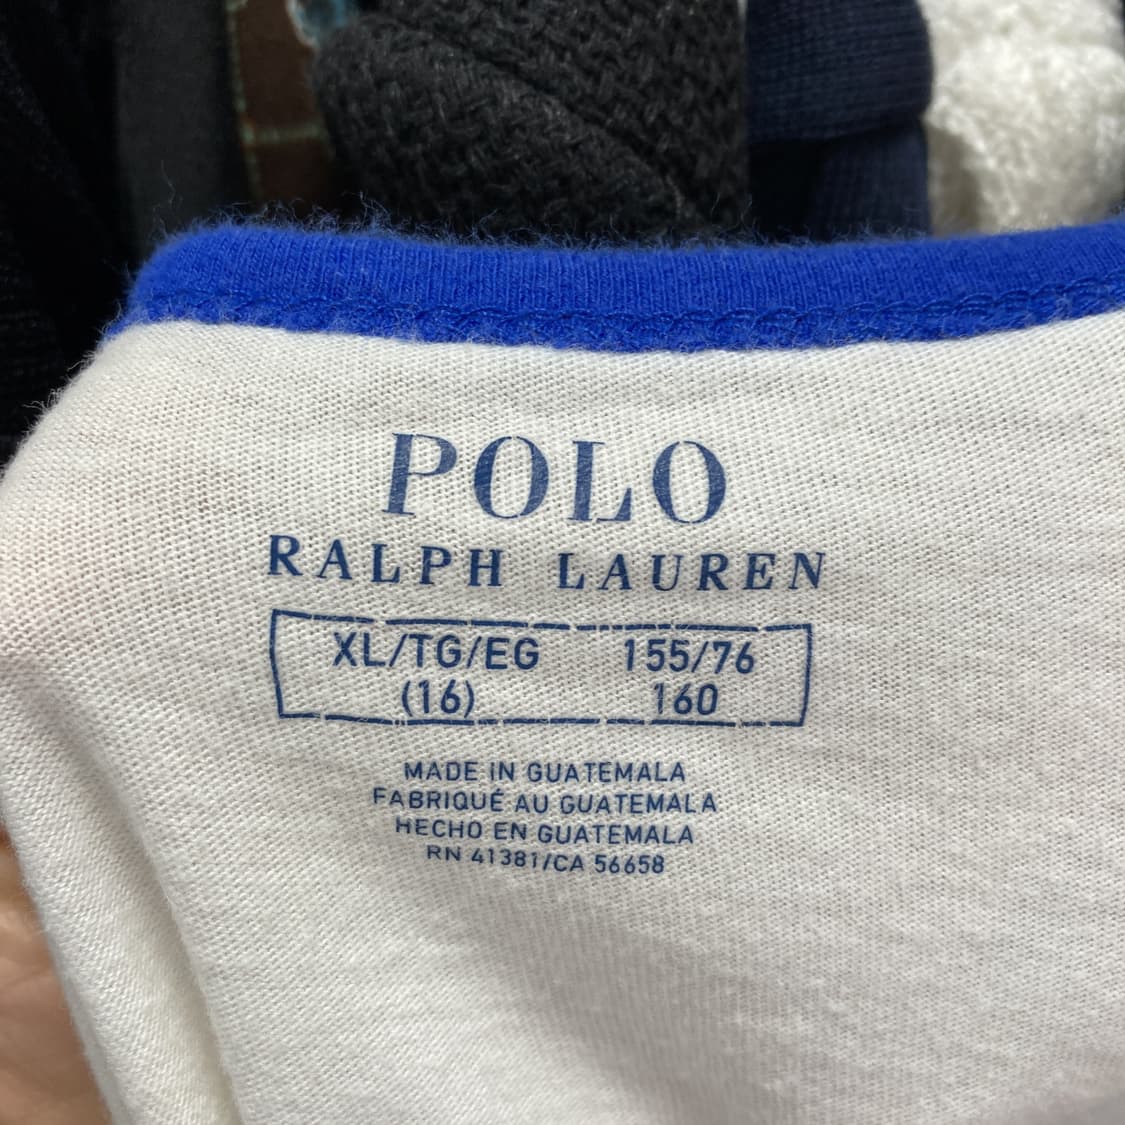 POLO
RALPH LAUREN
XL/TG/EG 155/76
(16) 160
MADE IN GUATEMALA
FABRIQUÉ AU GUATEMALA
HECHO EN GUATEMALA
RN 41381/CA 56658